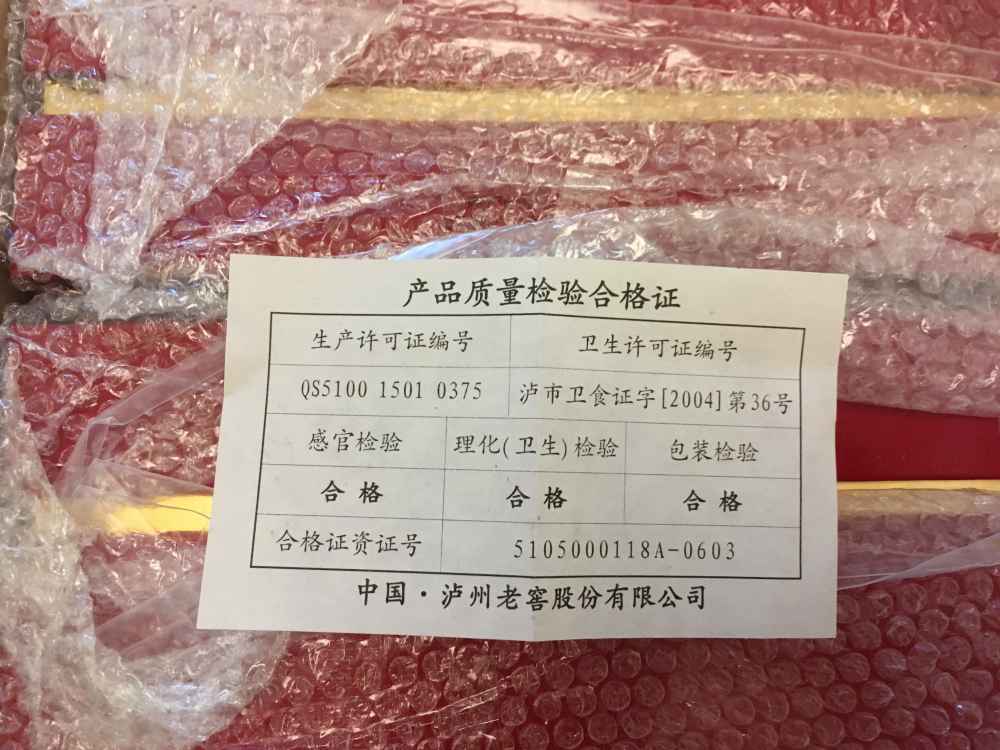 产品质量检验合格证
生产许可证编号 卫生许可证编号
QS5100 1501 0375 泸市卫食证字[2004]第36号
感官检验 理化(卫生)检验 包装检验
合格 合格 合格
合格证资证号 5105000118A-0603
中国·泸州老窖股份有限公司